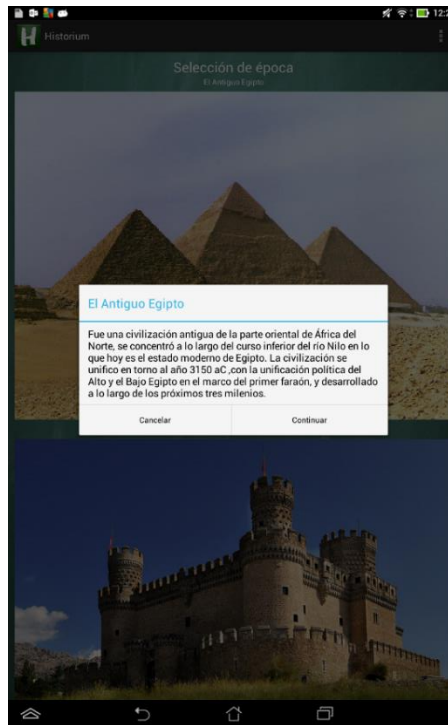 12:2
Historium
Selección de época
El Antiguo Egipto
El Antiguo Egipto
Fue una civilización antigua de la parte oriental de África del
Norte, se concentró a lo largo del curso inferior del río Nilo en lo
que hoy es el estado moderno de Egipto. La civilización se
unifico en torno al año 3150 aC ,con la unificación política del
Alto y el Bajo Egipto en el marco del primer faraón, y desarrollado
a lo largo de los próximos tres milenios.
Cancelar Continuar